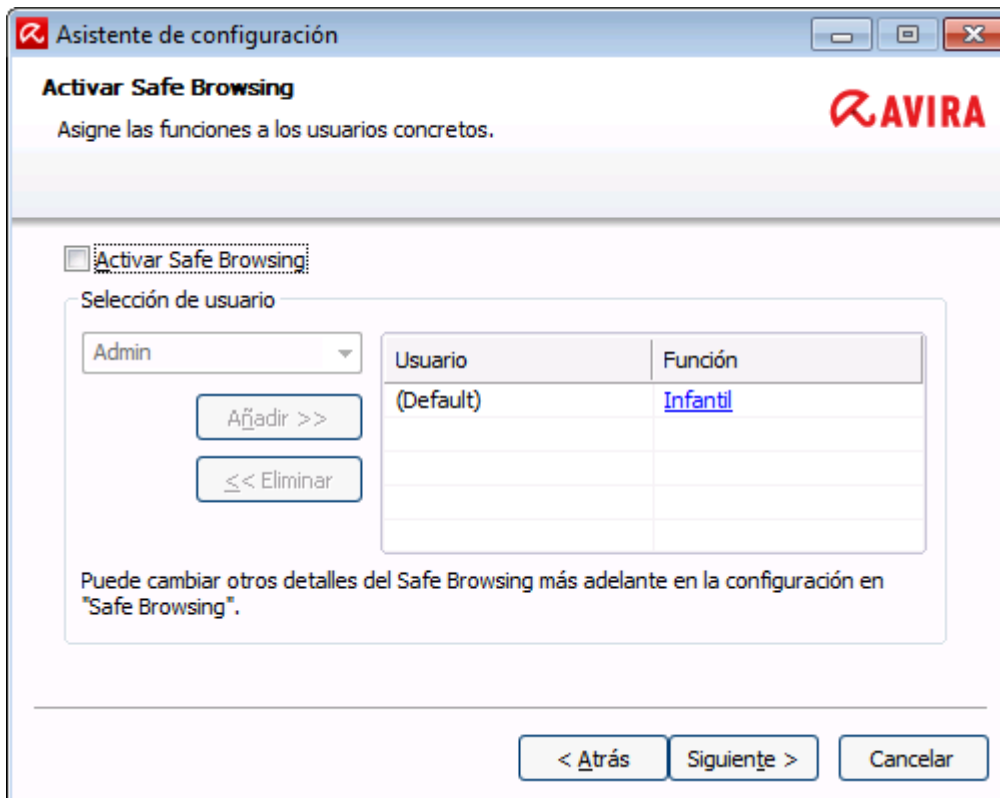 Asistente de configuración
Activar Safe Browsing
Asigne las funciones a los usuarios concretos.
AVIRA
Activar Safe Browsing
Selección de usuario
Admin
Usuario Función
(Default) Infantil
Añadir >>
<< Eliminar
Puede cambiar otros detalles del Safe Browsing más adelante en la configuración en
"Safe Browsing".
< Atrás Siguiente > Cancelar